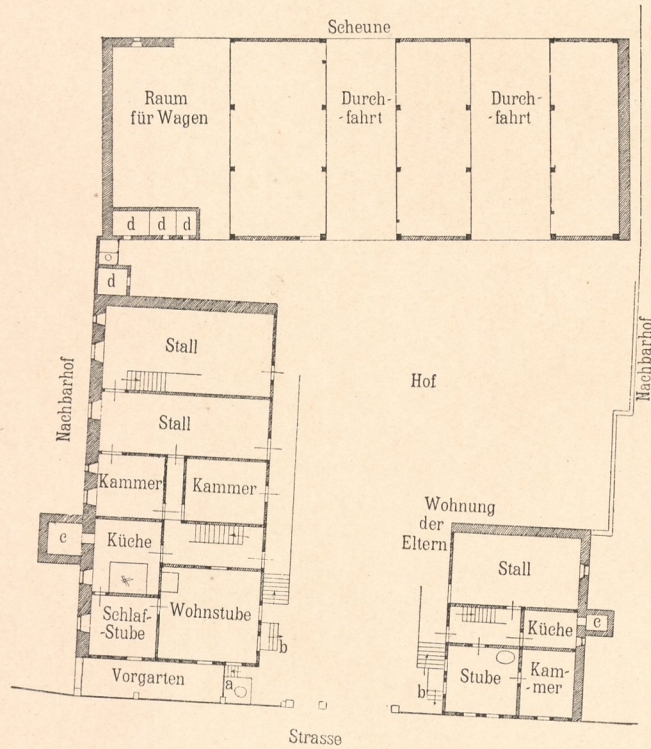 Scheune
Raum
für Wagen
Durch-
-fahrt
Durch-
-fahrt
d
d
d
d
Stall
Nachbarhof
Hof
Nachbarhof
Stall
Kammer
Kammer
Wohnung
der
Eltern
c
Küche
Stall
Schlaf-
-Stube
Wohnstube
Küche
c
b
Vorgarten
a
Stube
Kam-
-mer
b
Strasse